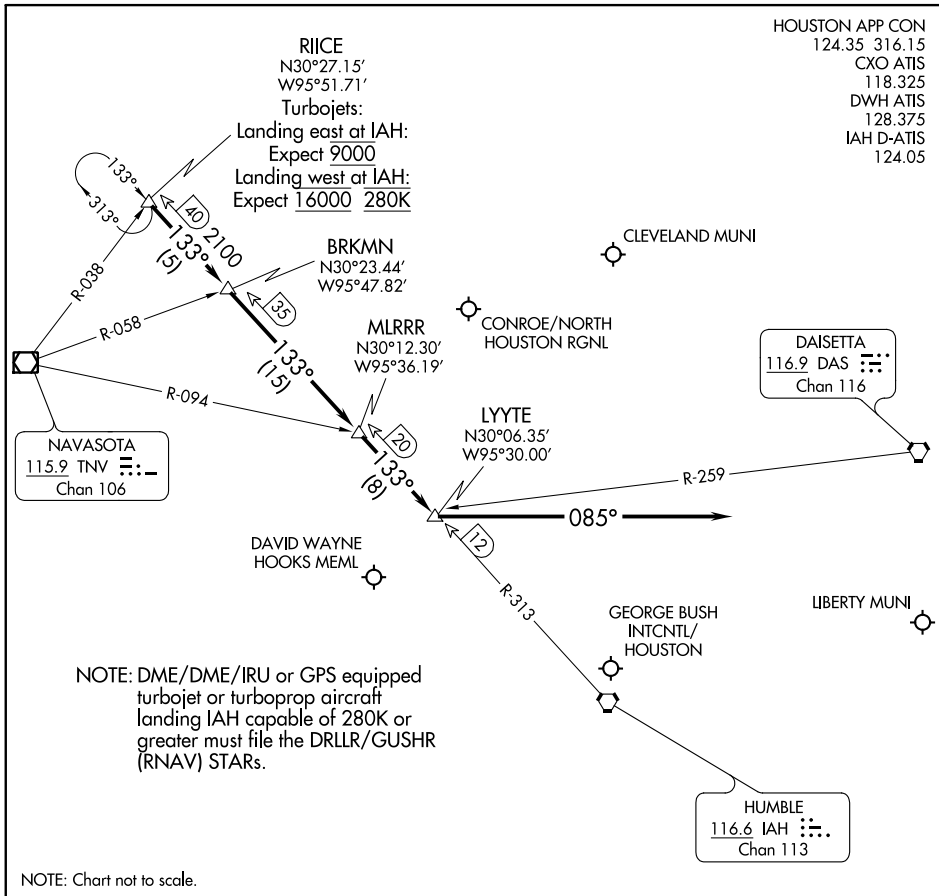 HOUSTON APP CON
124.35 316.15
CXO ATIS
118.325
DWH ATIS
128.375
IAH D-ATIS
124.05
RIICE
N30°27.15′
W95°51.71′
Turbojets:
Landing east at IAH:
Expect 9000
Landing west at IAH:
Expect 16000 280K
133°
313°
40
2100
133°
(5)
R-038
BRKMN
N30°23.44′
W95°47.82′
35
R-058
133°
(15)
CLEVELAND MUNI
CONROE/NORTH
HOUSTON RGNL
MLRRR
N30°12.30′
W95°36.19′
20
R-094
133°
(8)
DAISETTA
116.9 DAS
Chan 116
NAVASOTA
115.9 TNV
Chan 106
LYYTE
N30°06.35′
W95°30.00′
R-259
085°
12
R-313
DAVID WAYNE
HOOKS MEML
GEORGE BUSH
INTCNTL/
HOUSTON
LIBERTY MUNI
NOTE: DME/DME/IRU or GPS equipped
turbojet or turboprop aircraft
landing IAH capable of 280K or
greater must file the DRLLR/GUSHR
(RNAV) STARs.
HUMBLE
116.6 IAH
Chan 113
NOTE: Chart not to scale.